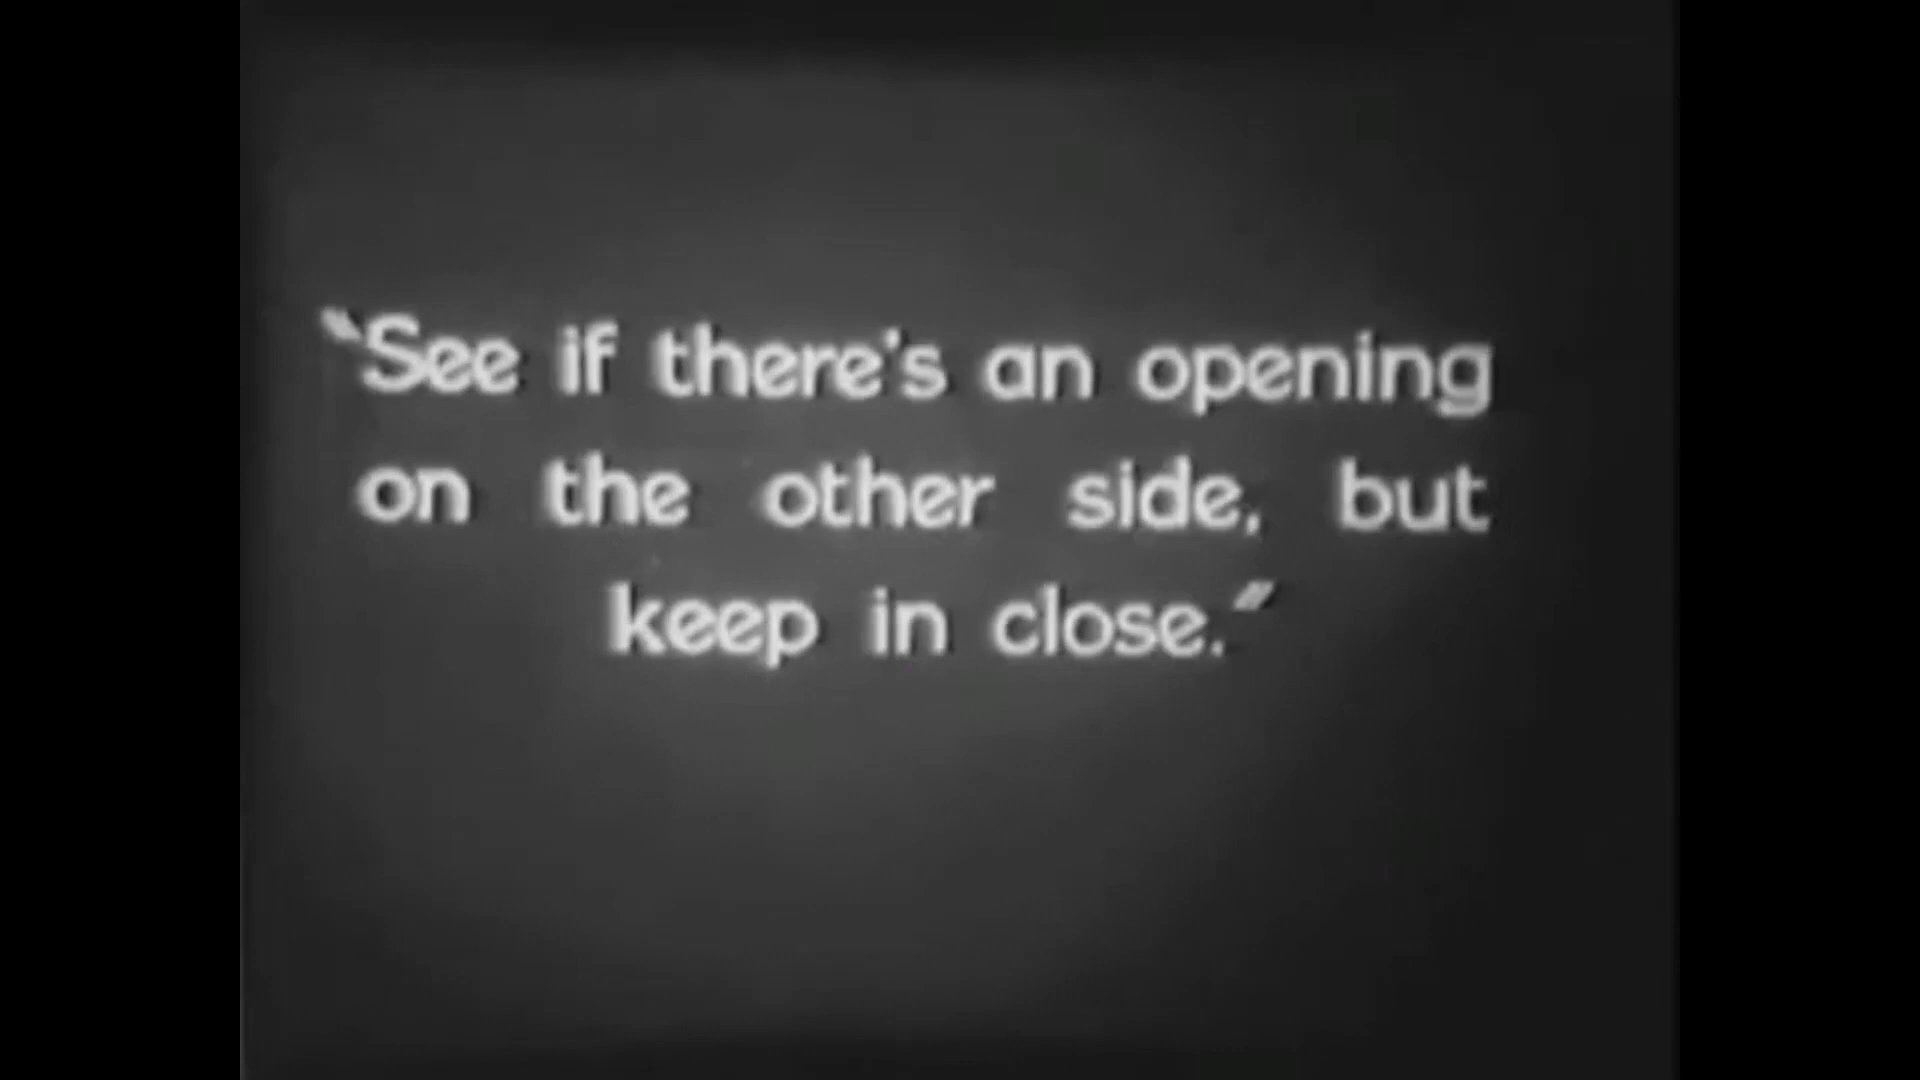 "See if there's an opening
on the other side, but
keep in close."